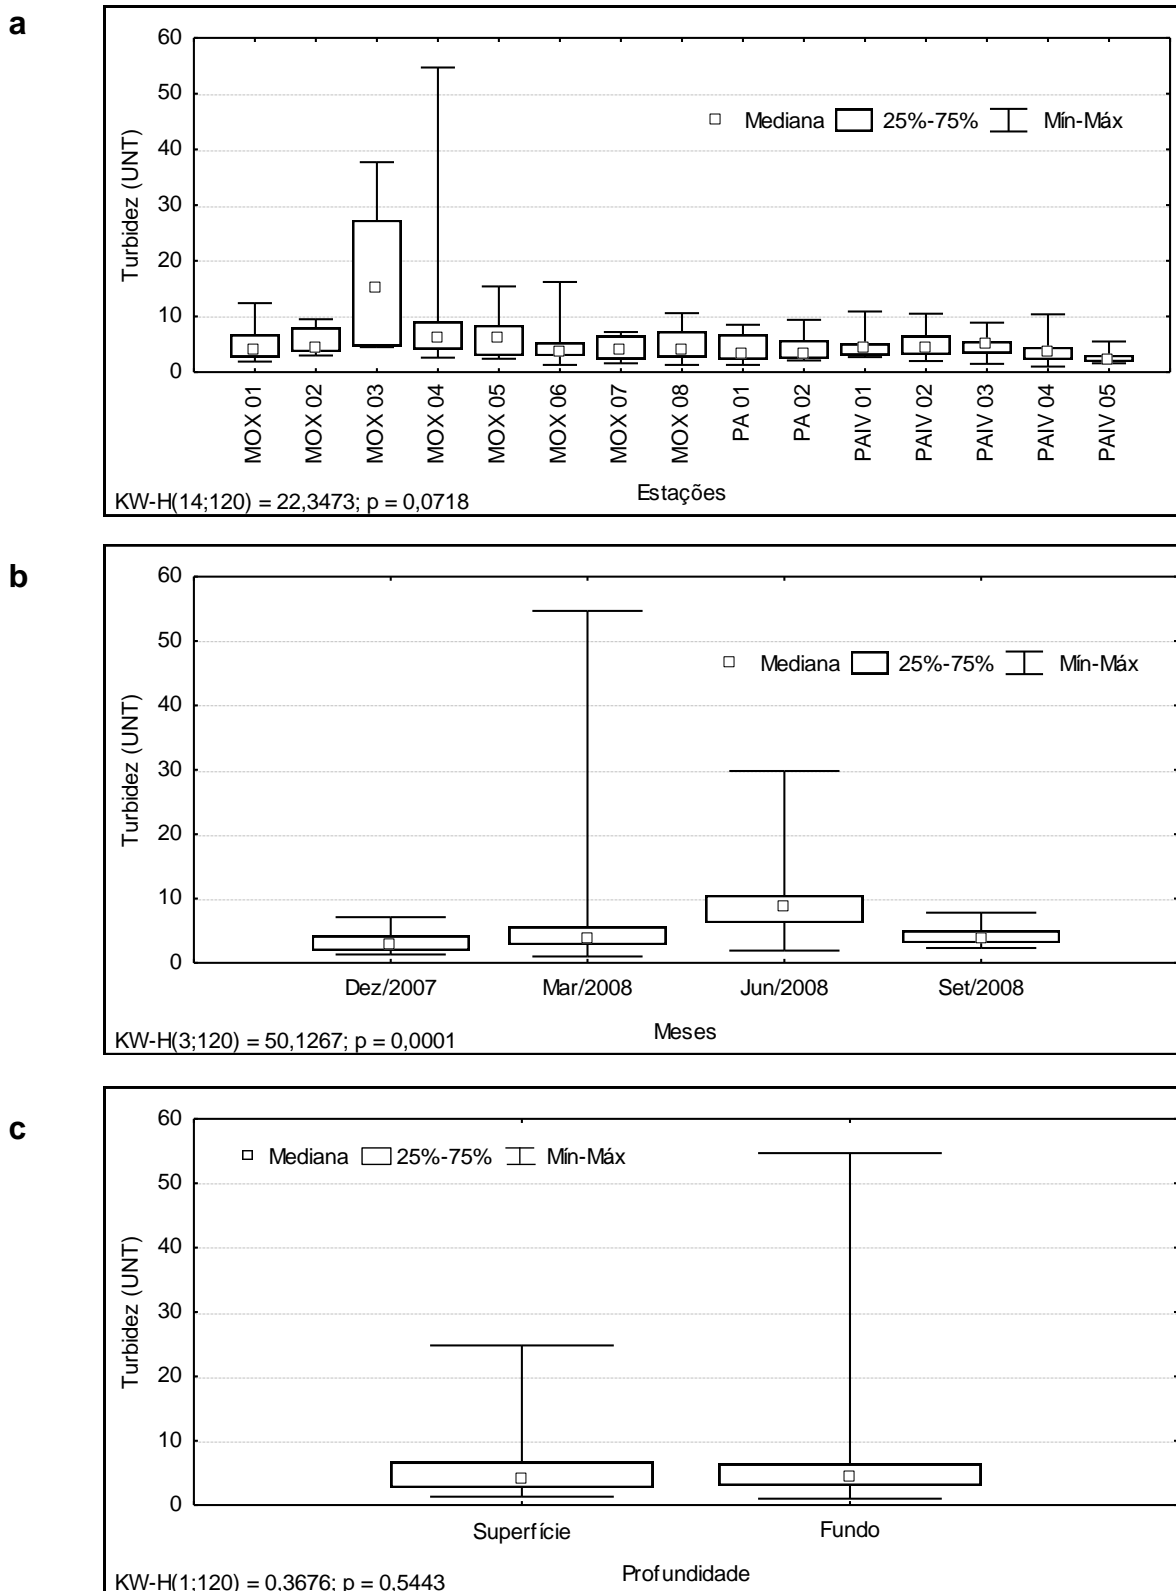 a
60
50
40
30
20
10
0
Turbidez (UNT)
Mediana 25%-75% Mín-Máx
MOX 01
MOX 02
MOX 03
MOX 04
MOX 05
MOX 06
MOX 07
MOX 08
PA 01
PA 02
PAIV 01
PAIV 02
PAIV 03
PAIV 04
PAIV 05
Estações
KW-H(14;120) = 22,3473; p = 0,0718
b
60
50
40
30
20
10
0
Turbidez (UNT)
Mediana 25%-75% Mín-Máx
Dez/2007 Mar/2008 Jun/2008 Set/2008
Meses
KW-H(3;120) = 50,1267; p = 0,0001
c
60
50
40
30
20
10
0
Turbidez (UNT)
Mediana 25%-75% Mín-Máx
Superfície Fundo
Profundidade
KW-H(1;120) = 0,3676; p = 0,5443